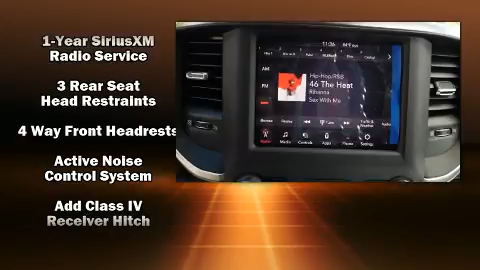 1-Year SiriusXM
Radio Service
3 Rear Seat
Head Restraints
4 Way Front Headrests
Active Noise
Control System
Add Class IV
Receiver Hitch
11:26
AM
FM
Hip-Hop/R&B
46 The Heat
Rihanna
Sex With Me
Browse
Radio Media Controls Apps Phone Settings